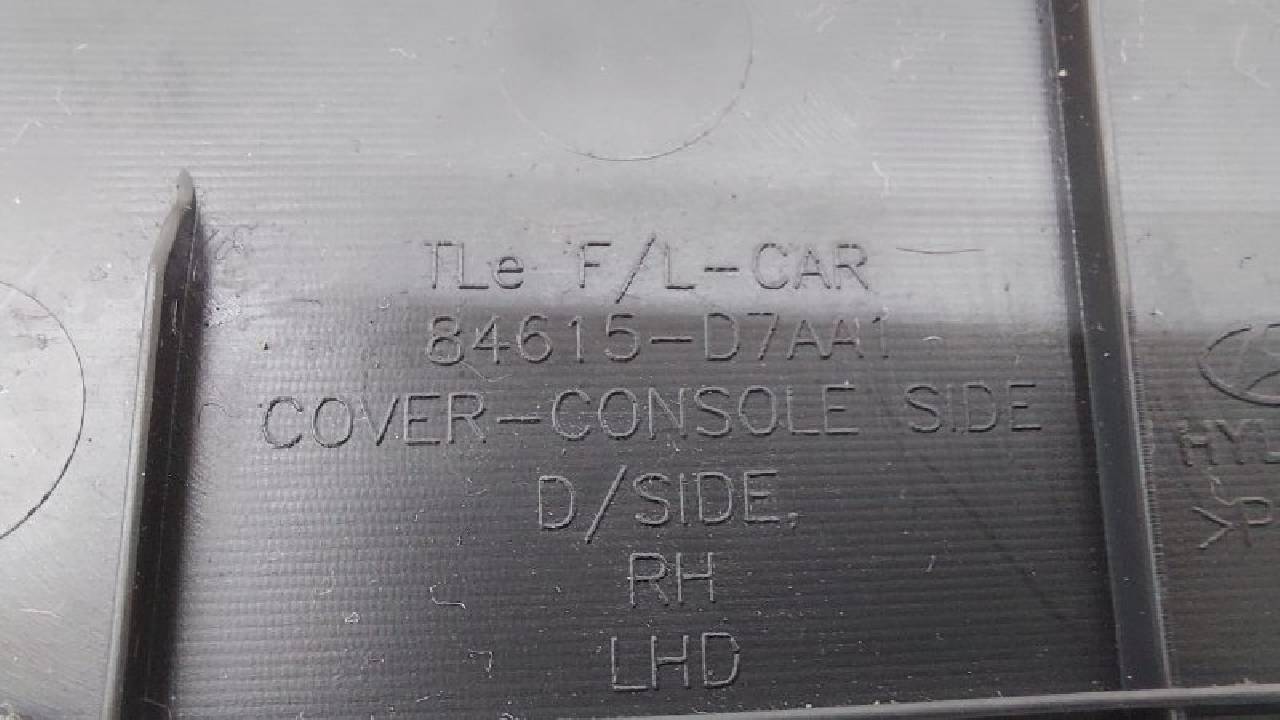 TLe F/L-CAR
84615-D7AA1
COVER-CONSOLE SIDE
D/SIDE,
RH
LHD